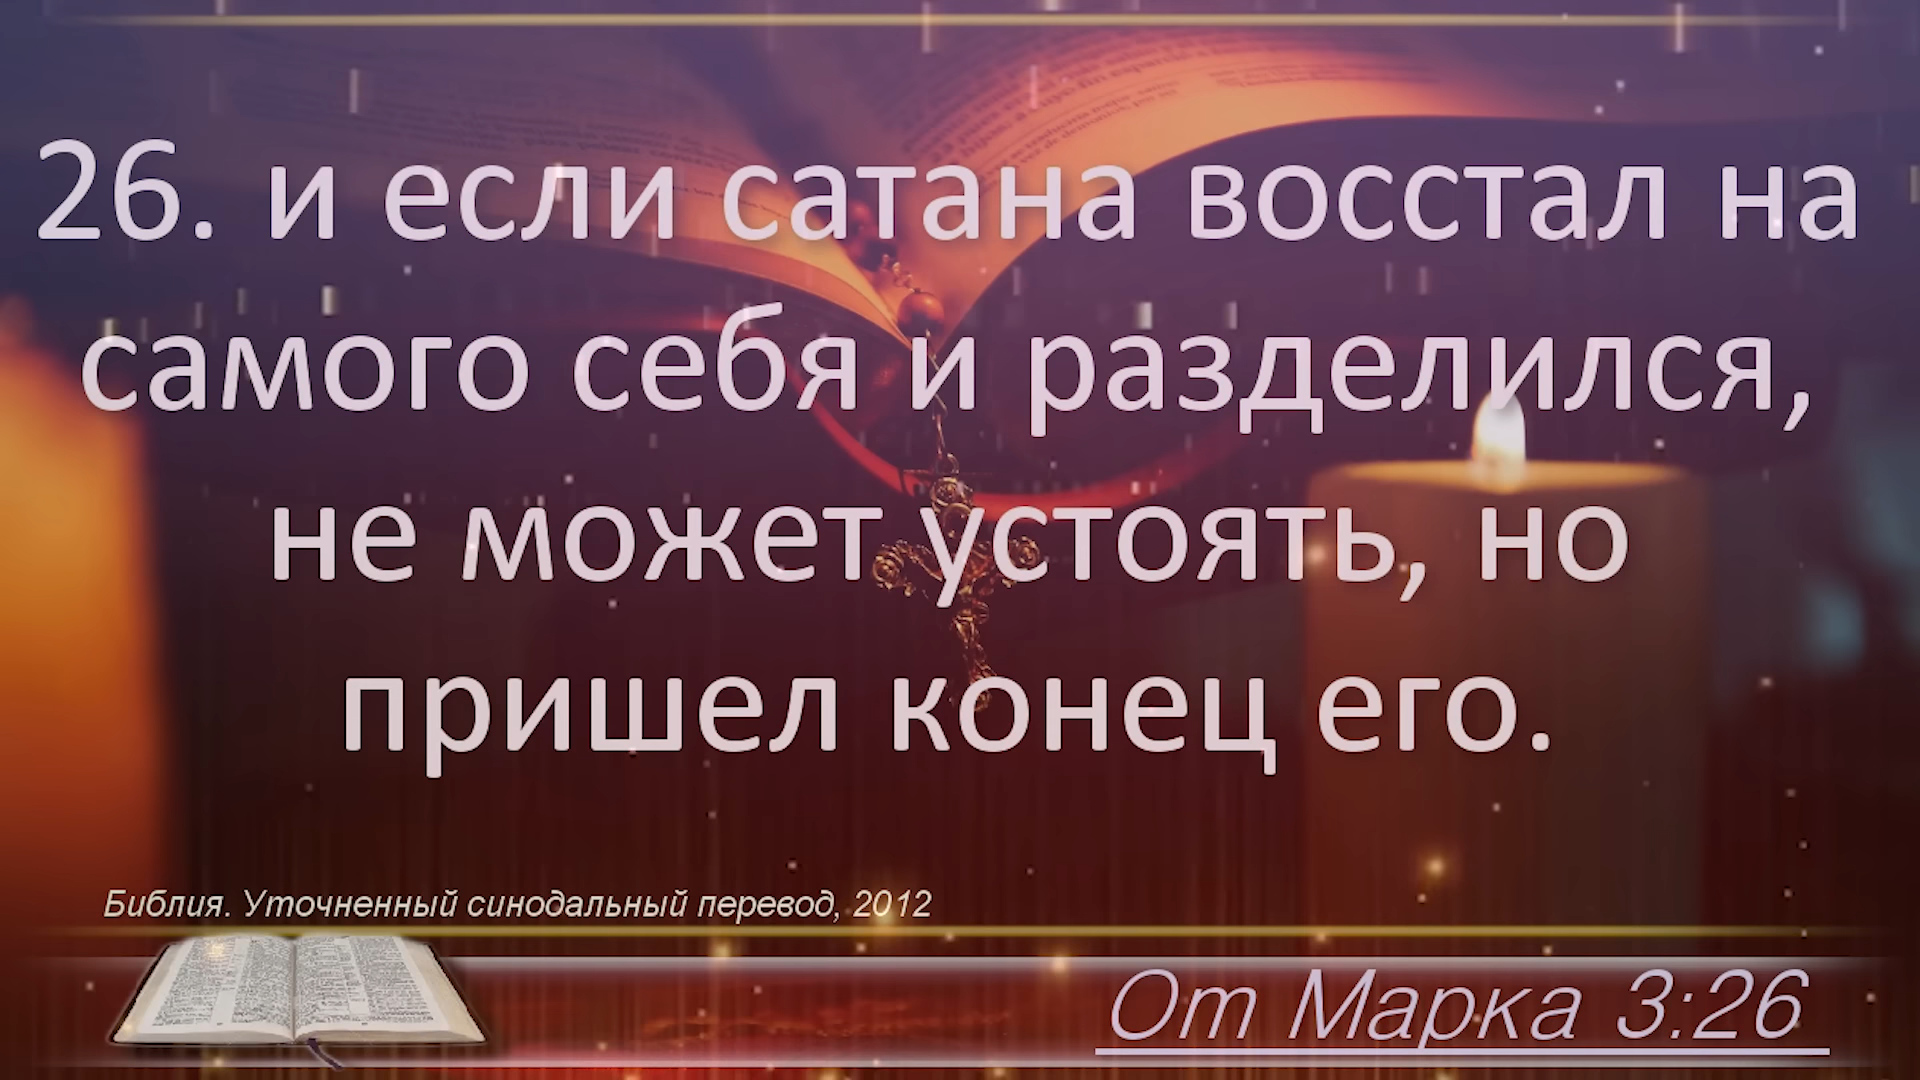 26. и если сатана восстал на
самого себя и разделился,
не может устоять, но
пришел конец его.
Библия. Уточненный синодальный перевод, 2012
От Марка 3:26